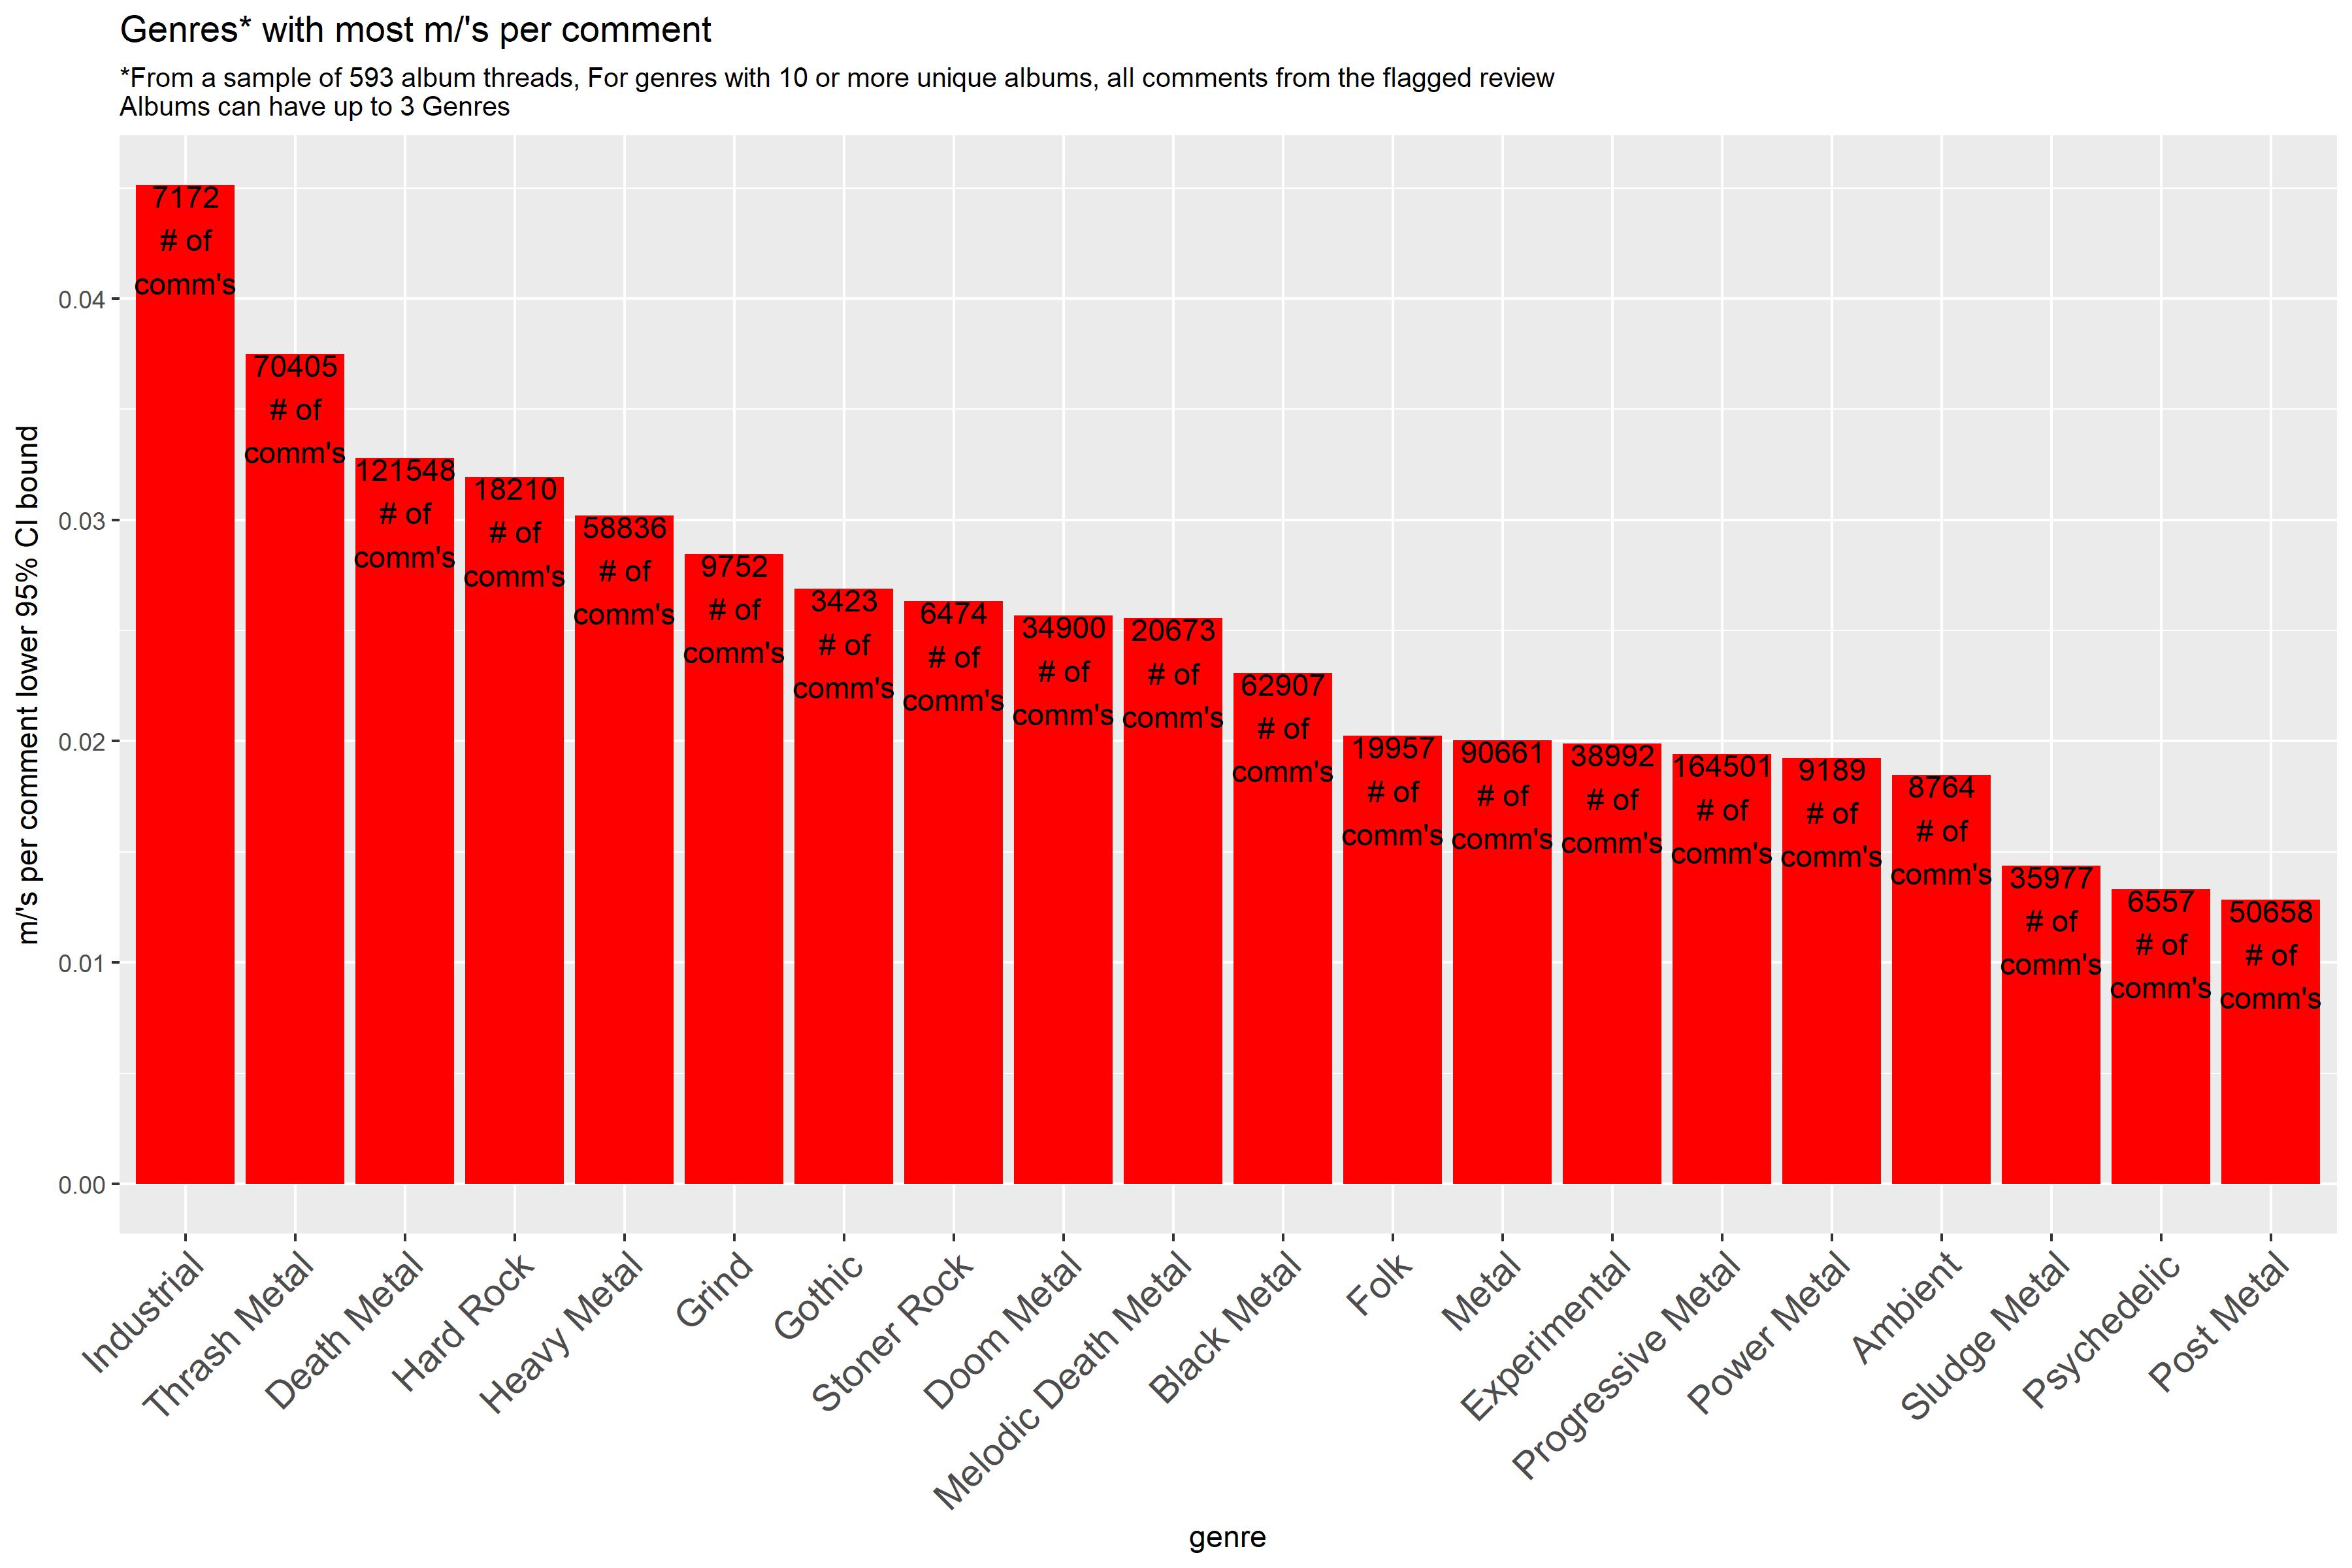 Genres* with most m/'s per comment
*From a sample of 593 album threads, For genres with 10 or more unique albums, all comments from the flagged review
Albums can have up to 3 Genres
m/'s per comment lower 95% CI bound
0.04
0.03
0.02
0.01
0.00
7172
# of
comm's
70405
# of
comm's
121548
# of
comm's
18210
# of
comm's
58836
# of
comm's
9752
# of
comm's
3423
# of
comm's
6474
# of
comm's
34900
# of
comm's
20673
# of
comm's
62907
# of
comm's
19957
# of
comm's
90661
# of
comm's
38992
# of
comm's
164501
# of
comm's
9189
# of
comm's
8764
# of
comm's
35977
# of
comm's
6557
# of
comm's
50658
# of
comm's
Industrial
Thrash Metal
Death Metal
Hard Rock
Heavy Metal
Grind
Gothic
Stoner Rock
Doom Metal
Melodic Death Metal
Black Metal
Folk
Metal
Experimental
Progressive Metal
Power Metal
Ambient
Sludge Metal
Psychedelic
Post Metal
genre